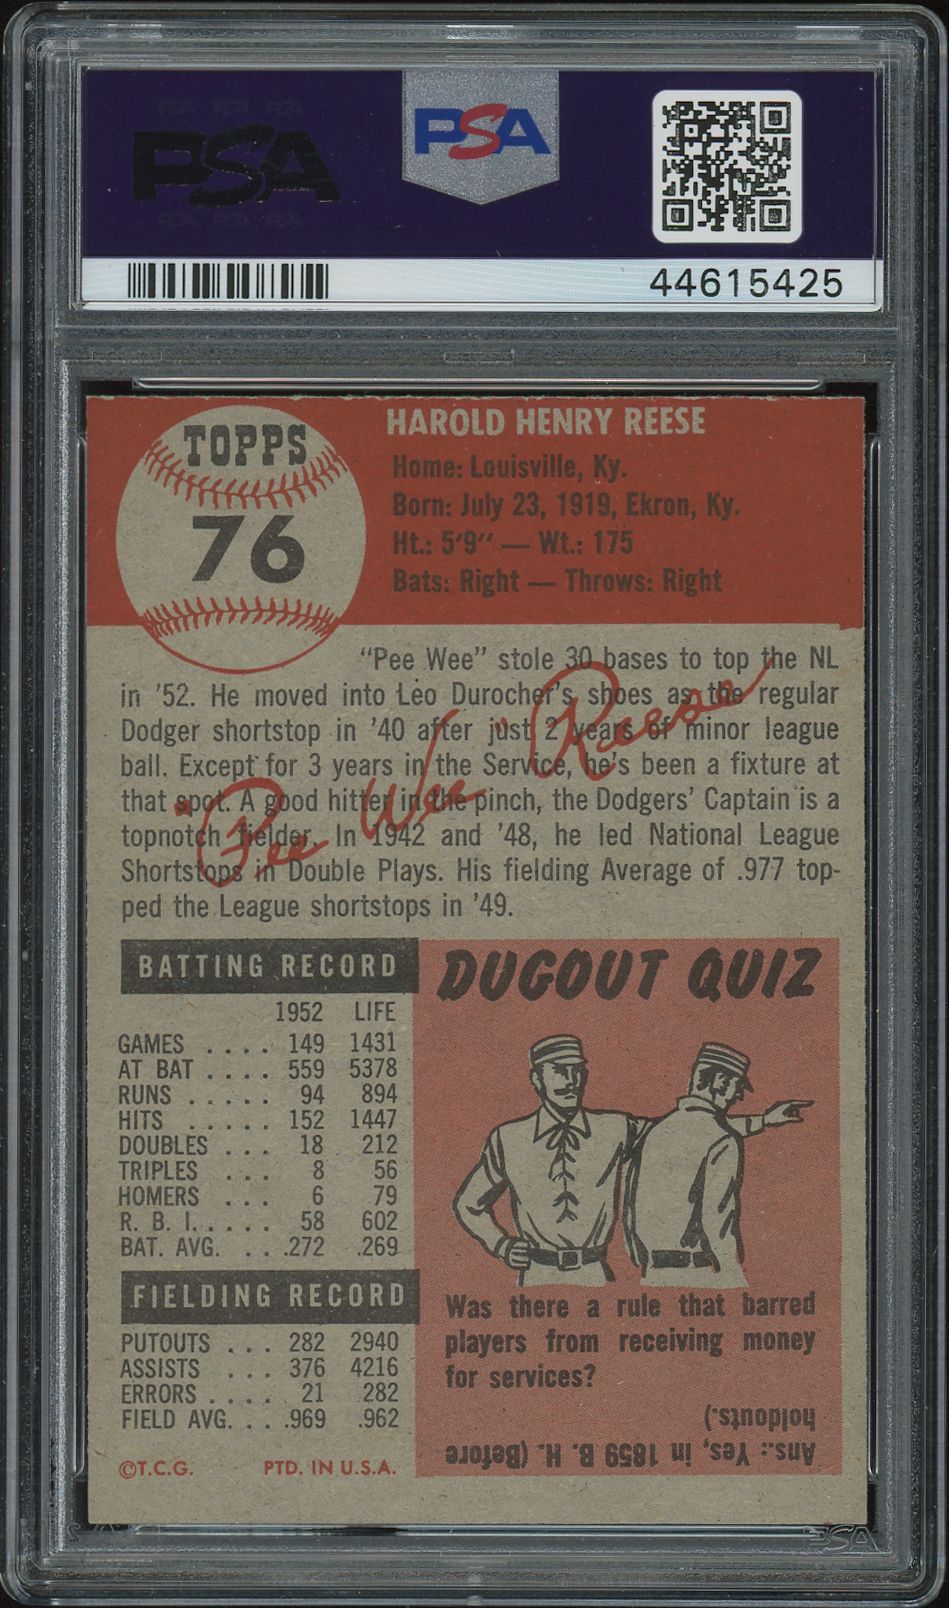 PSA
PSA
44615425
TOPPS
76
HAROLD HENRY REESE
Home: Louisville, Ky.
Born: July 23, 1919, Ekron, Ky.
Ht.: 5'9" — Wt.: 175
Bats: Right — Throws: Right
"Pee Wee" stole 30 bases to top the NL
in '52. He moved into Leo Durocher's shoes as the regular
Dodger shortstop in '40 after just 2 years of minor league
ball. Except for 3 years in the Service, he's been a fixture at
that spot. A good hitter in the pinch, the Dodgers' Captain is a
topnotch fielder. In 1942 and '48, he led National League
Shortstops in Double Plays. His fielding Average of .977 top-
ped the League shortstops in '49.
"Pee Wee" Reese
BATTING RECORD
1952 LIFE
GAMES .... 149 1431
AT BAT .... 559 5378
RUNS ..... 94 894
HITS ...... 152 1447
DOUBLES ... 18 212
TRIPLES ... 8 56
HOMERS ... 6 79
R. B. I. .... 58 602
BAT. AVG. ... .272 .269
FIELDING RECORD
PUTOUTS ... 282 2940
ASSISTS .... 376 4216
ERRORS .... 21 282
FIELD AVG. ... .969 .962
©T.C.G. PTD. IN U.S.A.
DUGOUT QUIZ
Was there a rule that barred
players from receiving money
for services?
Ans.: Yes, in 1859 B. H. (Before
holdouts.)
PSA